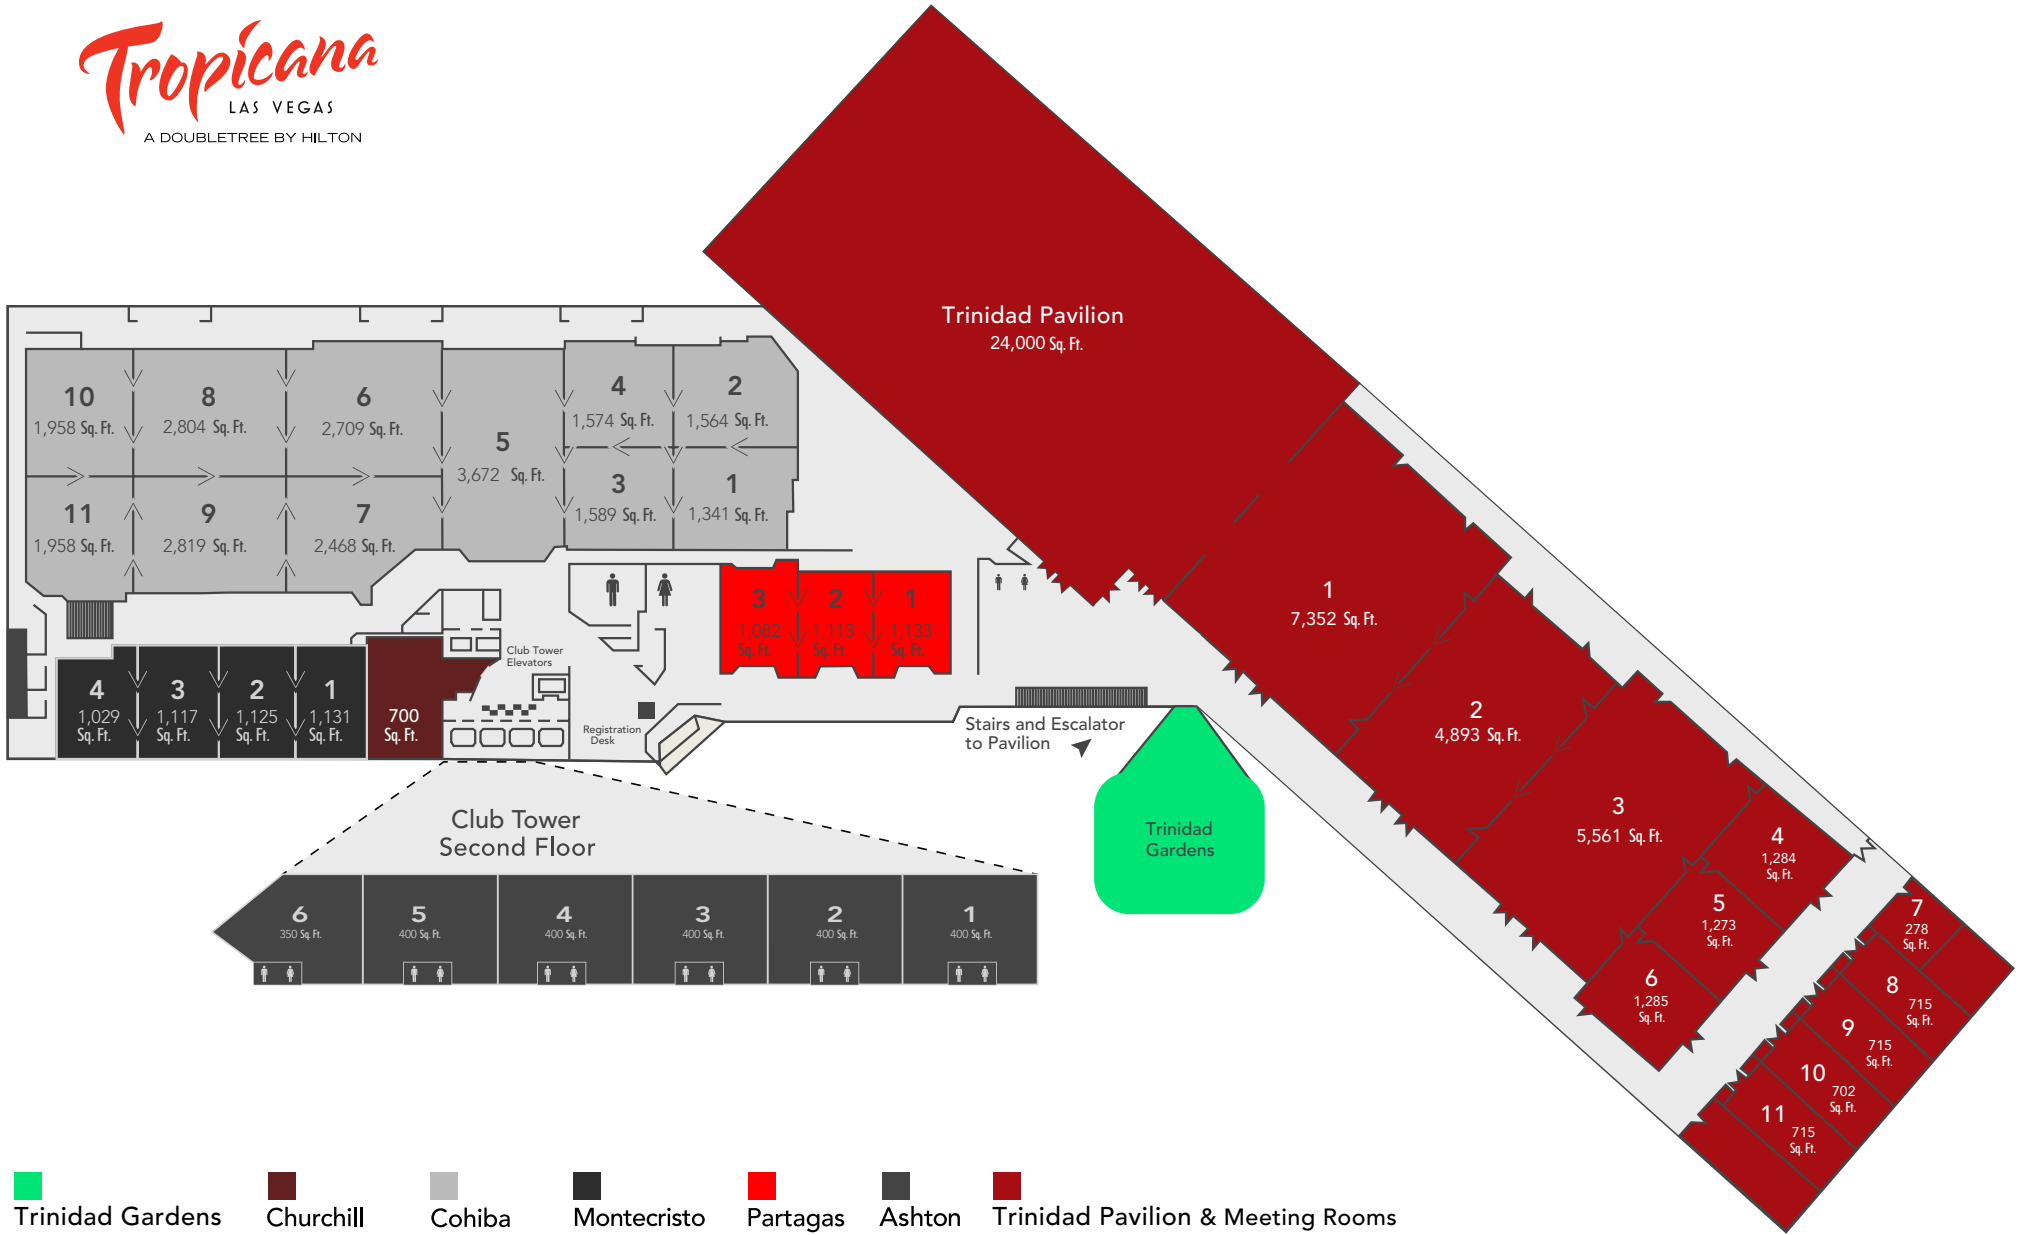 Tropicana
LAS VEGAS
A DOUBLETREE BY HILTON
Trinidad Pavilion
24,000 Sq. Ft.
10
1,958 Sq. Ft.
8
2,804 Sq. Ft.
6
2,709 Sq. Ft.
5
3,672 Sq. Ft.
4
1,574 Sq. Ft.
2
1,564 Sq. Ft.
11
1,958 Sq. Ft.
9
2,819 Sq. Ft.
7
2,468 Sq. Ft.
3
1,589 Sq. Ft.
1
1,341 Sq. Ft.
3
1,082
Sq. Ft.
2
1,113
Sq. Ft.
1
1,133
Sq. Ft.
4
1,029
Sq. Ft.
3
1,117
Sq. Ft.
2
1,125
Sq. Ft.
1
1,131
Sq. Ft.
700
Sq. Ft.
Club Tower
Elevators
Registration
Desk
Stairs and Escalator
to Pavilion
Trinidad
Gardens
1
7,352 Sq. Ft.
2
4,893 Sq. Ft.
3
5,561 Sq. Ft.
4
1,284
Sq. Ft.
5
1,273
Sq. Ft.
6
1,285
Sq. Ft.
7
278
Sq. Ft.
8
715
Sq. Ft.
9
715
Sq. Ft.
10
702
Sq. Ft.
11
715
Sq. Ft.
Club Tower
Second Floor
6
350 Sq. Ft.
5
400 Sq. Ft.
4
400 Sq. Ft.
3
400 Sq. Ft.
2
400 Sq. Ft.
1
400 Sq. Ft.
Trinidad Gardens
Churchill
Cohiba
Montecristo
Partagas
Ashton
Trinidad Pavilion & Meeting Rooms